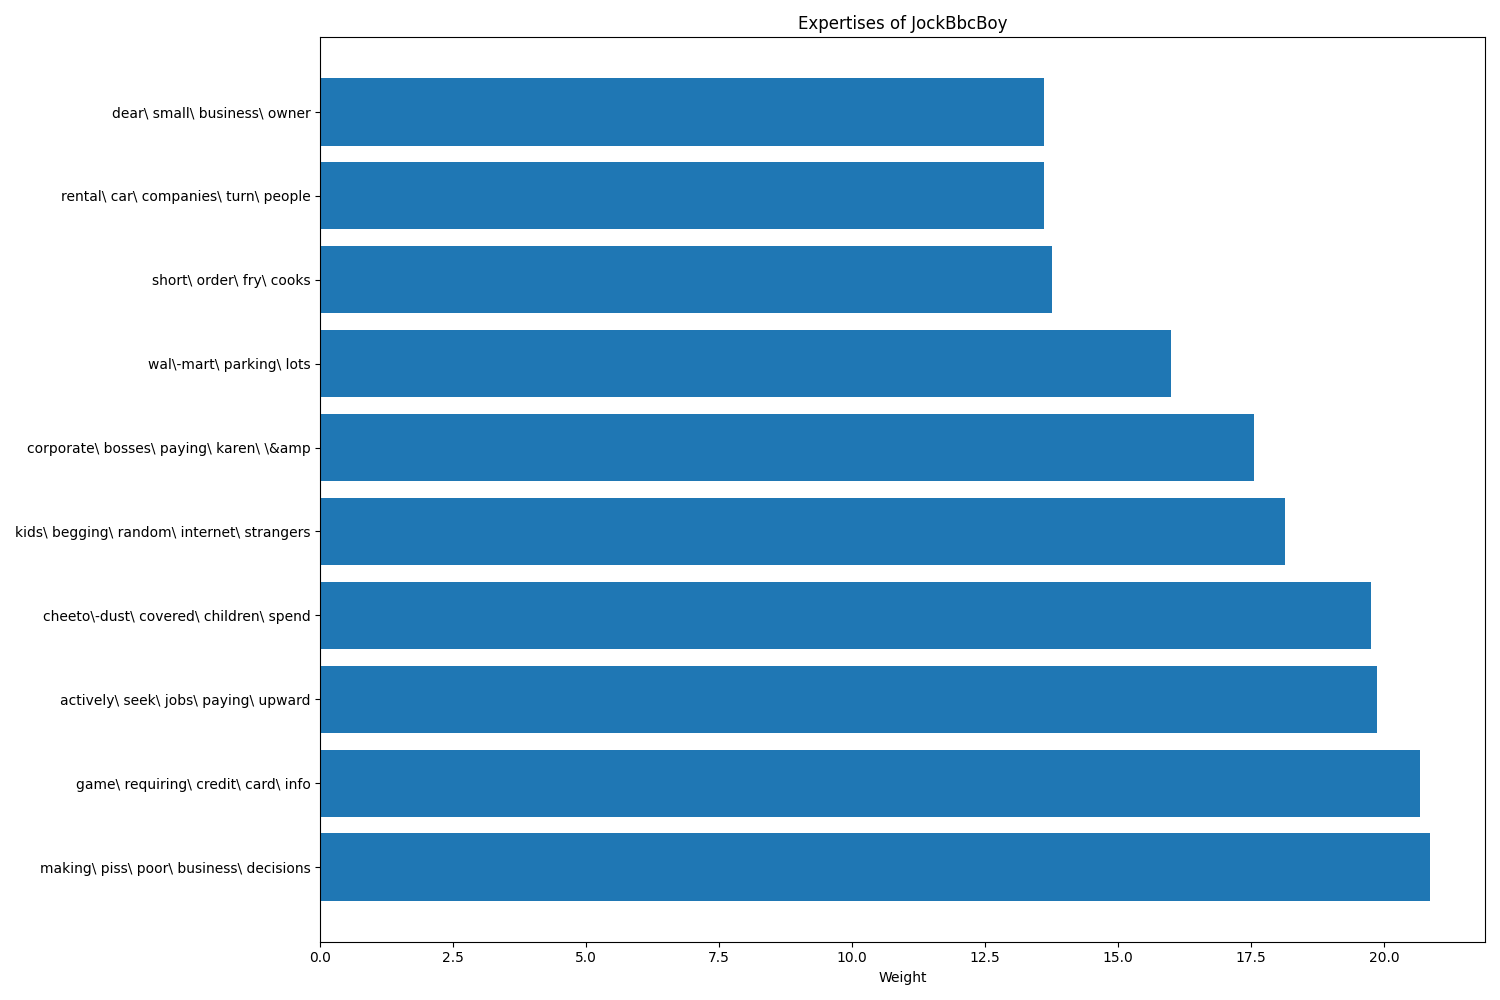 Expertises of JockBbcBoy
dear\ small\ business\ owner
rental\ car\ companies\ turn\ people
short\ order\ fry\ cooks
wal\-mart\ parking\ lots
corporate\ bosses\ paying\ karen\ \&amp
kids\ begging\ random\ internet\ strangers
cheeto\-dust\ covered\ children\ spend
actively\ seek\ jobs\ paying\ upward
game\ requiring\ credit\ card\ info
making\ piss\ poor\ business\ decisions
0.0 2.5 5.0 7.5 10.0 12.5 15.0 17.5 20.0
Weight